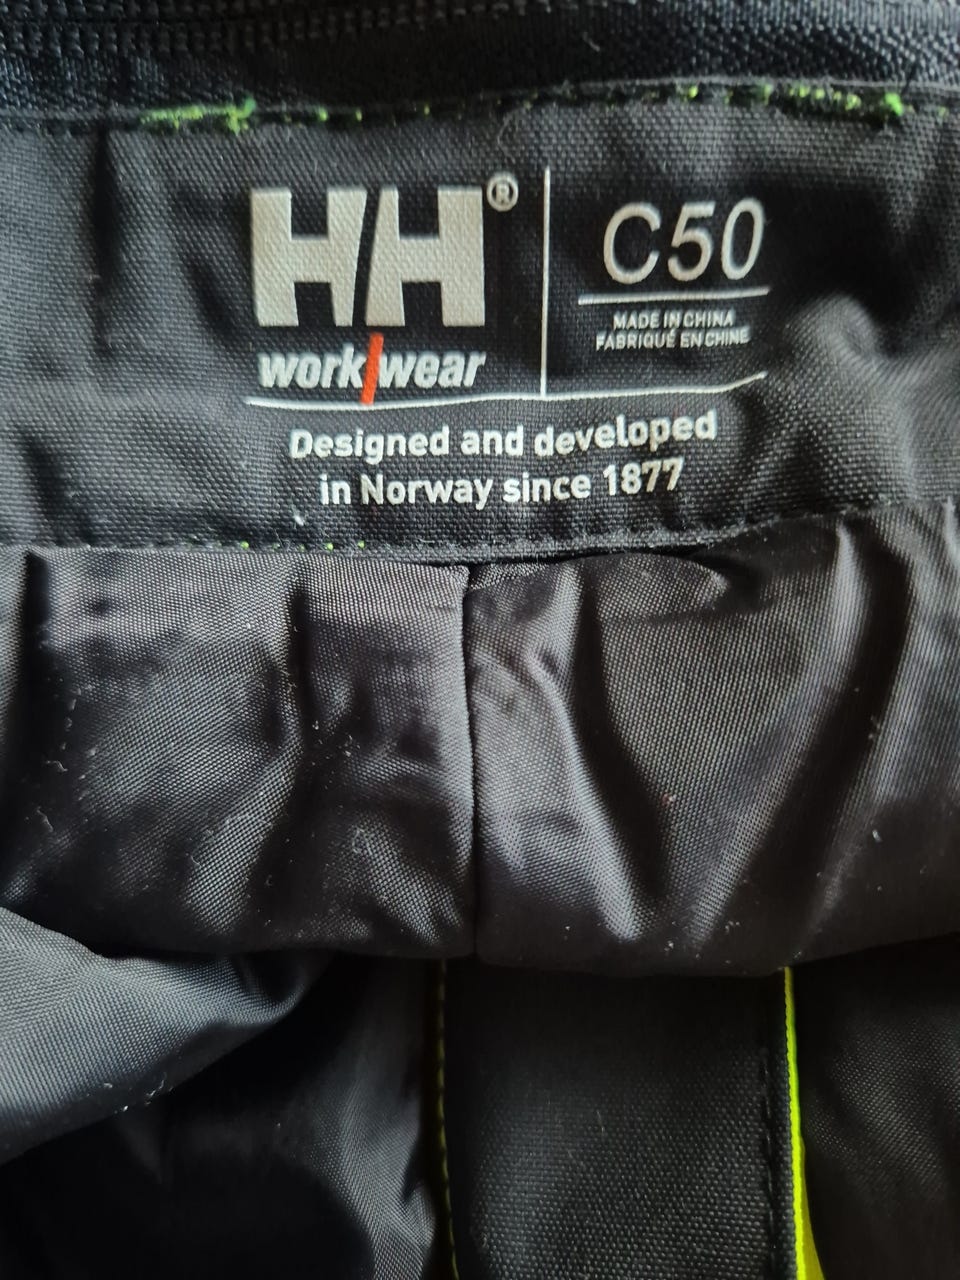 HH®
work/wear
C50
MADE IN CHINA
FABRIQUÉ EN CHINE
Designed and developed
in Norway since 1877